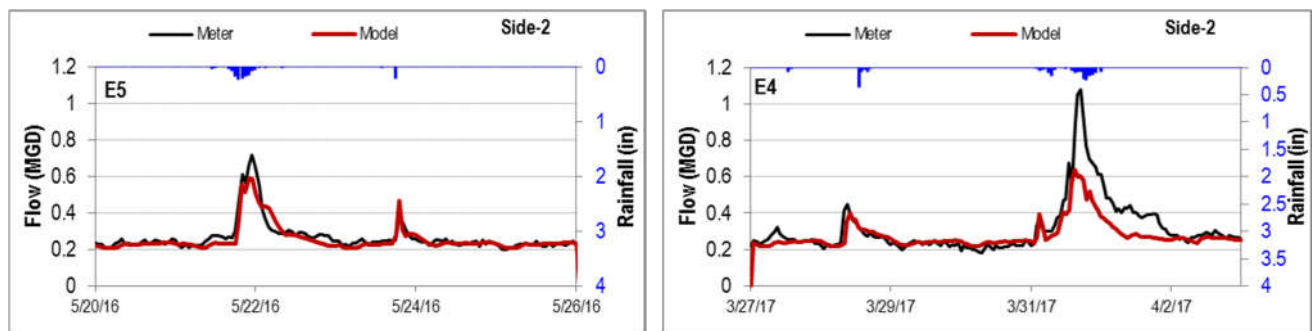 Meter Model Side-2
E5
Flow (MGD)
1.2
1
0.8
0.6
0.4
0.2
0
5/20/16 5/22/16 5/24/16 5/26/16
0
1
2
3
4
Rainfall (in)
Meter Model Side-2
E4
Flow (MGD)
1.2
1
0.8
0.6
0.4
0.2
0
3/27/17 3/29/17 3/31/17 4/2/17
0
0.5
1
1.5
2
2.5
3
3.5
4
Rainfall (in)